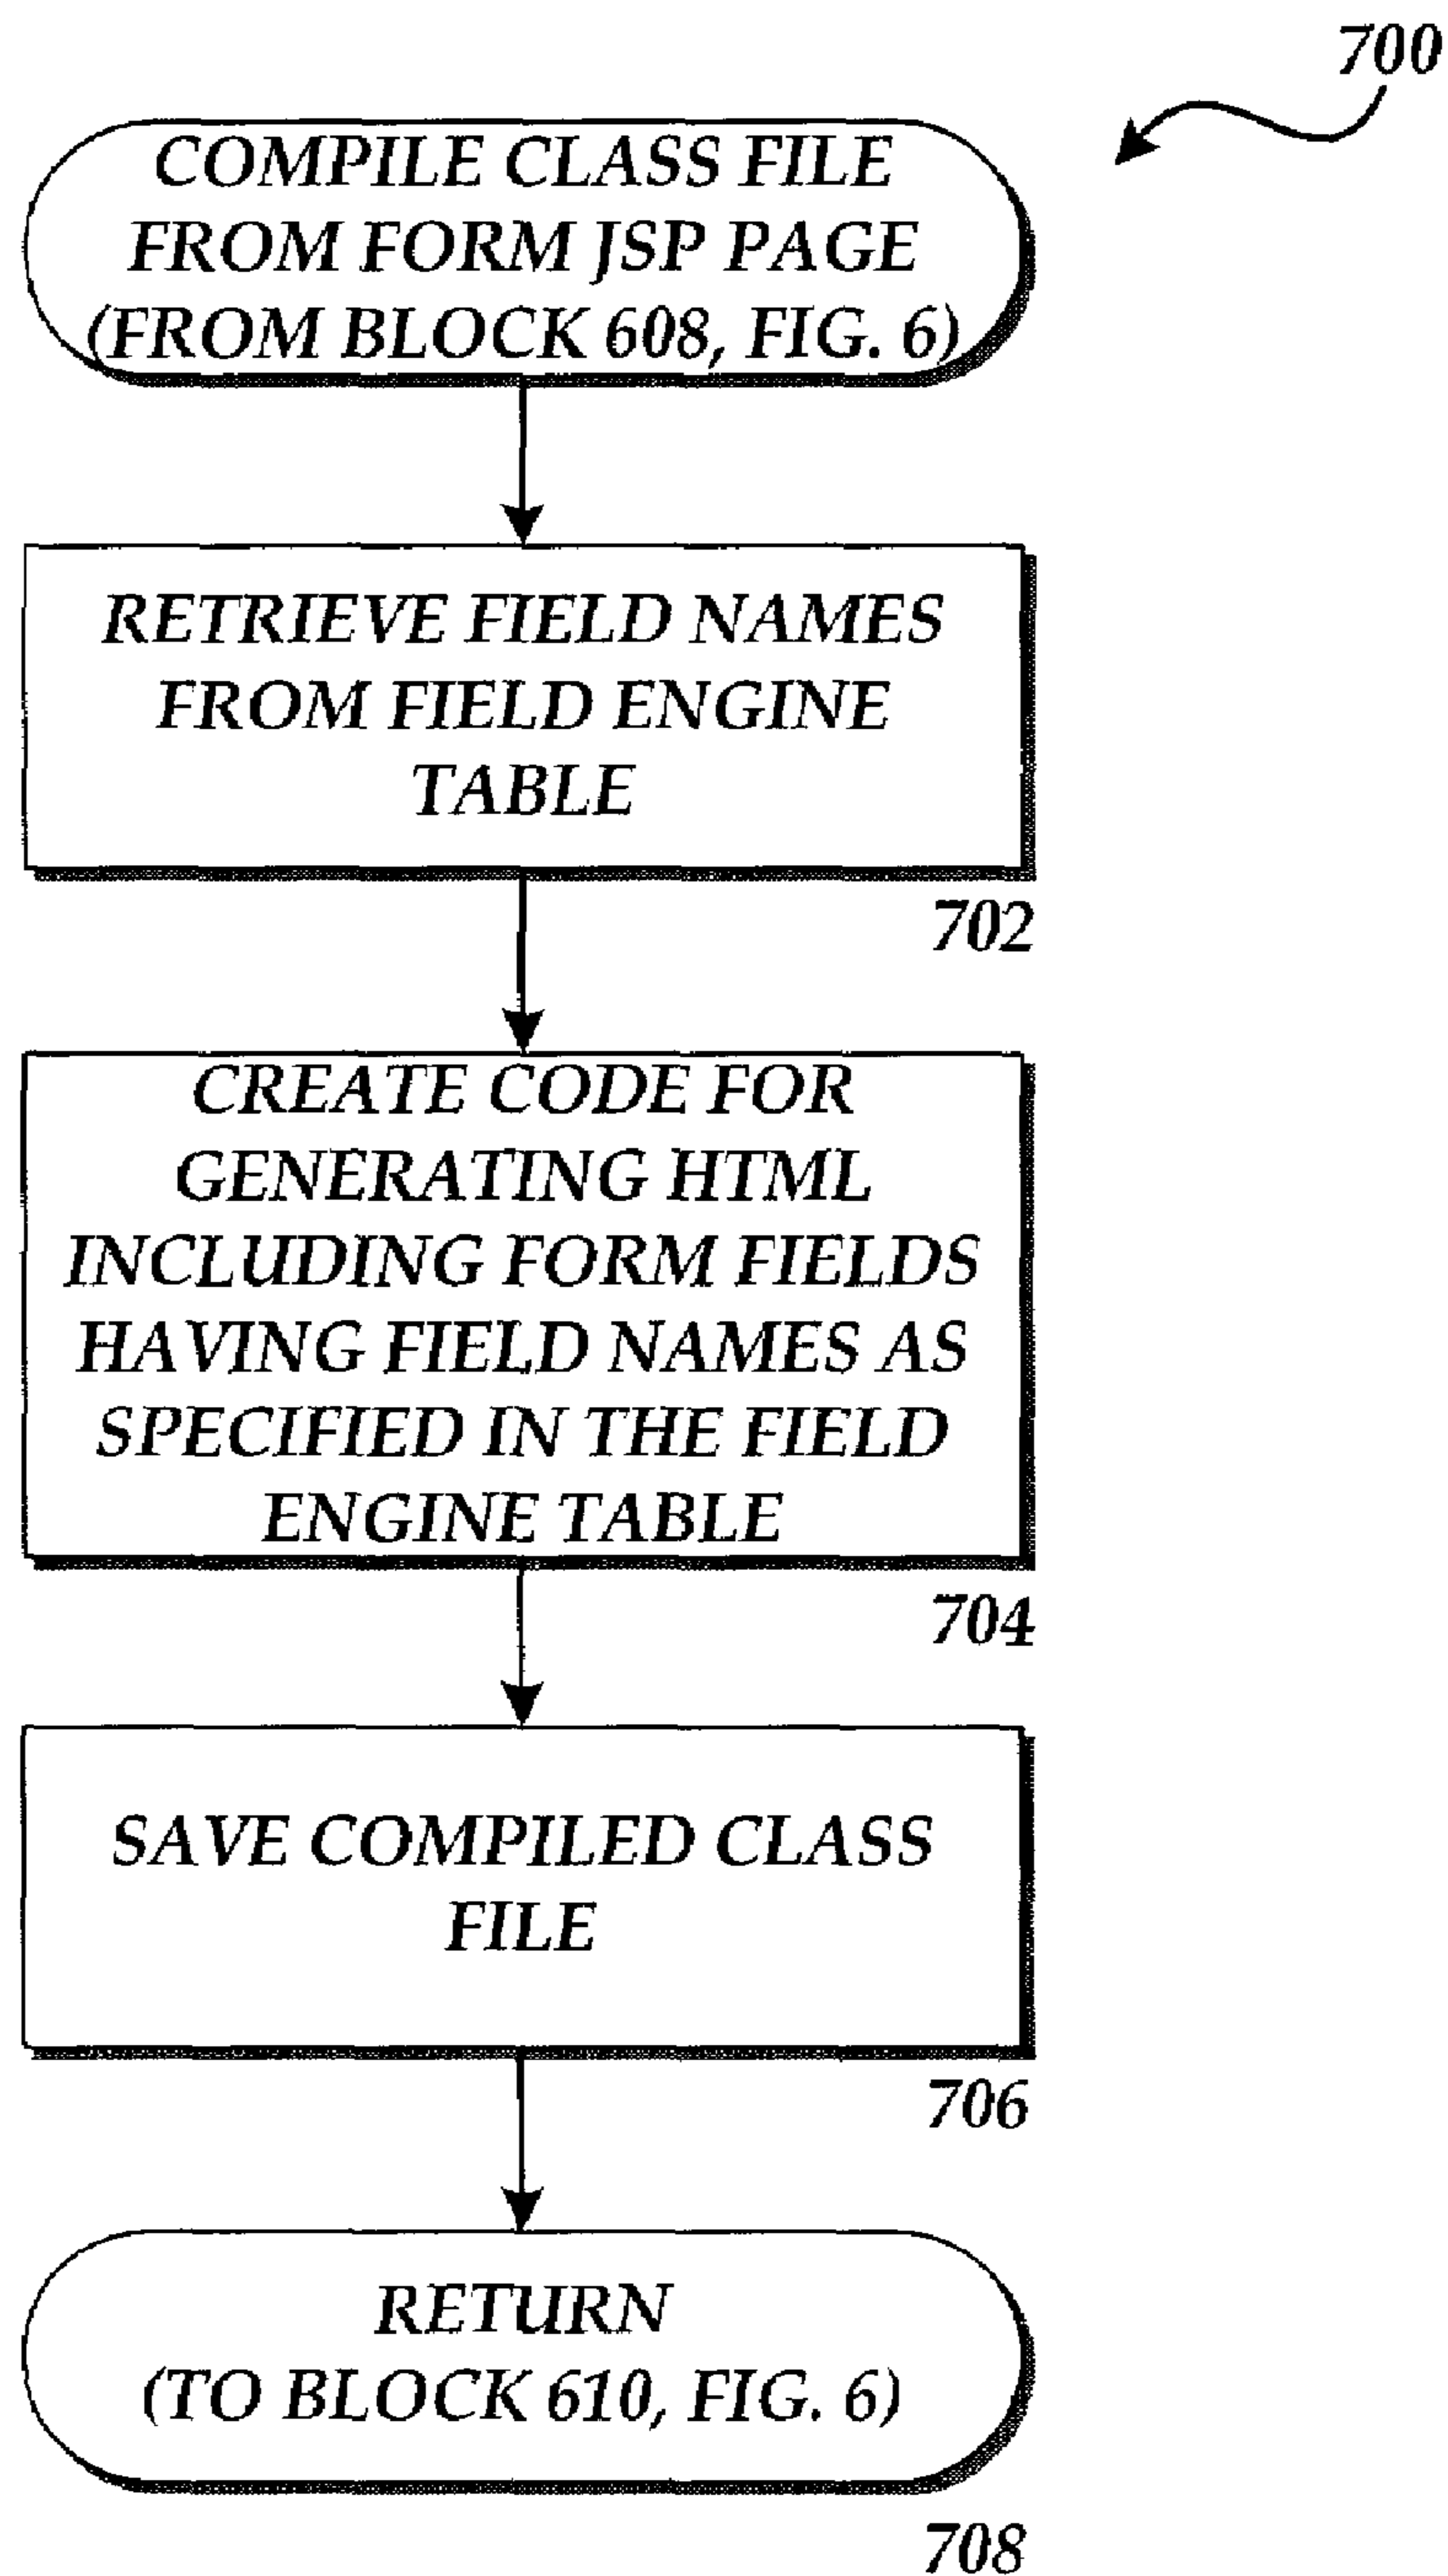 700
COMPILE CLASS FILE
FROM FORM JSP PAGE
(FROM BLOCK 608, FIG. 6)
RETRIEVE FIELD NAMES
FROM FIELD ENGINE
TABLE
702
CREATE CODE FOR
GENERATING HTML
INCLUDING FORM FIELDS
HAVING FIELD NAMES AS
SPECIFIED IN THE FIELD
ENGINE TABLE
704
SAVE COMPILED CLASS
FILE
706
RETURN
(TO BLOCK 610, FIG. 6)
708